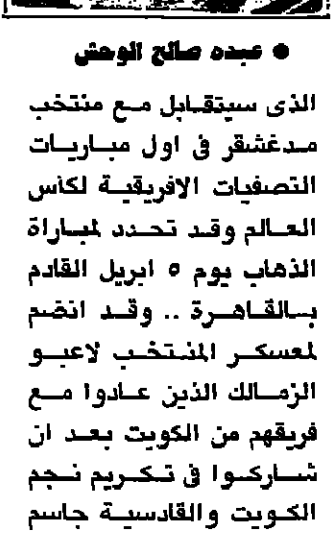 ● عبده صالح الوحش
الذى سيتقابل مع منتخب
مدغشقر فى اول مباريات
التصفيات الافريقية لكأس
العالم وقد تحدد لمباراة
الذهاب يوم ٥ ابريل القادم
بالقاهرة .. وقد انضم
لمعسكر المنتخب لاعبو
الزمالك الذين عادوا مع
فريقهم من الكويت بعد ان
شاركوا فى تكريم نجم
الكويت والقادسية جاسم